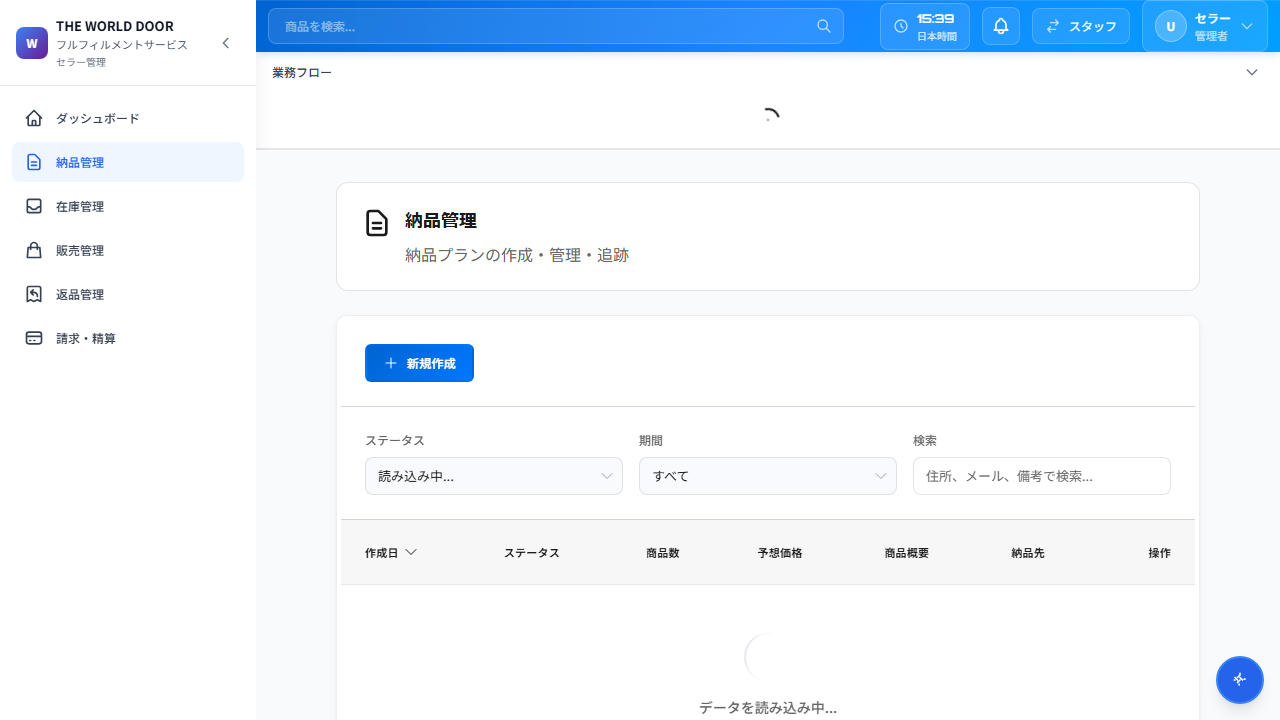 W
THE WORLD DOOR
フルフィルメントサービス
セラー管理
ダッシュボード
納品管理
在庫管理
販売管理
返品管理
請求・精算
商品を検索...
15:39
日本時間
スタッフ
U
セラー
管理者
業務フロー
納品管理
納品プランの作成・管理・追跡
新規作成
ステータス
期間
検索
読み込み中...
すべて
住所、メール、備考で検索...
作成日 ステータス 商品数 予想価格 商品概要 納品先 操作
データを読み込み中...